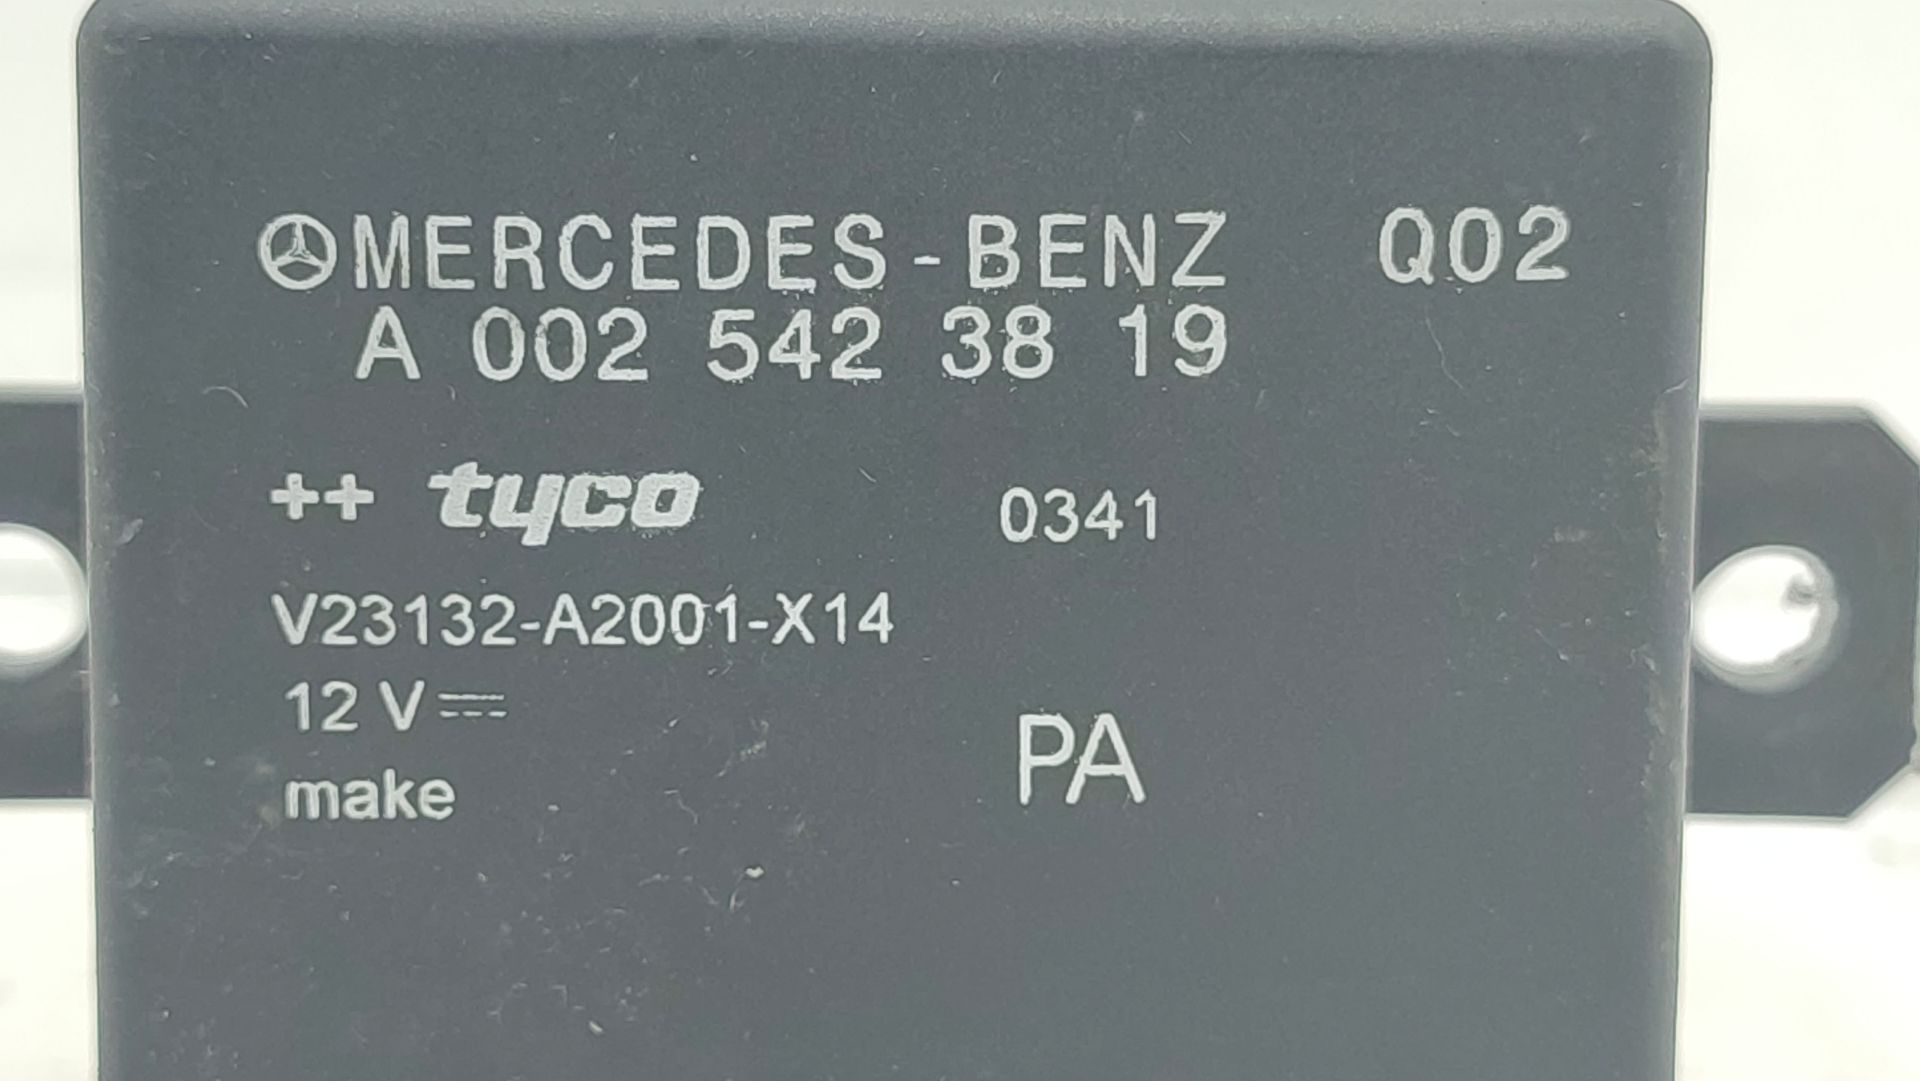 MERCEDES-BENZ Q02
A 002 542 38 19
++ tyco 0341
V23132-A2001-X14
12 V
make
PA